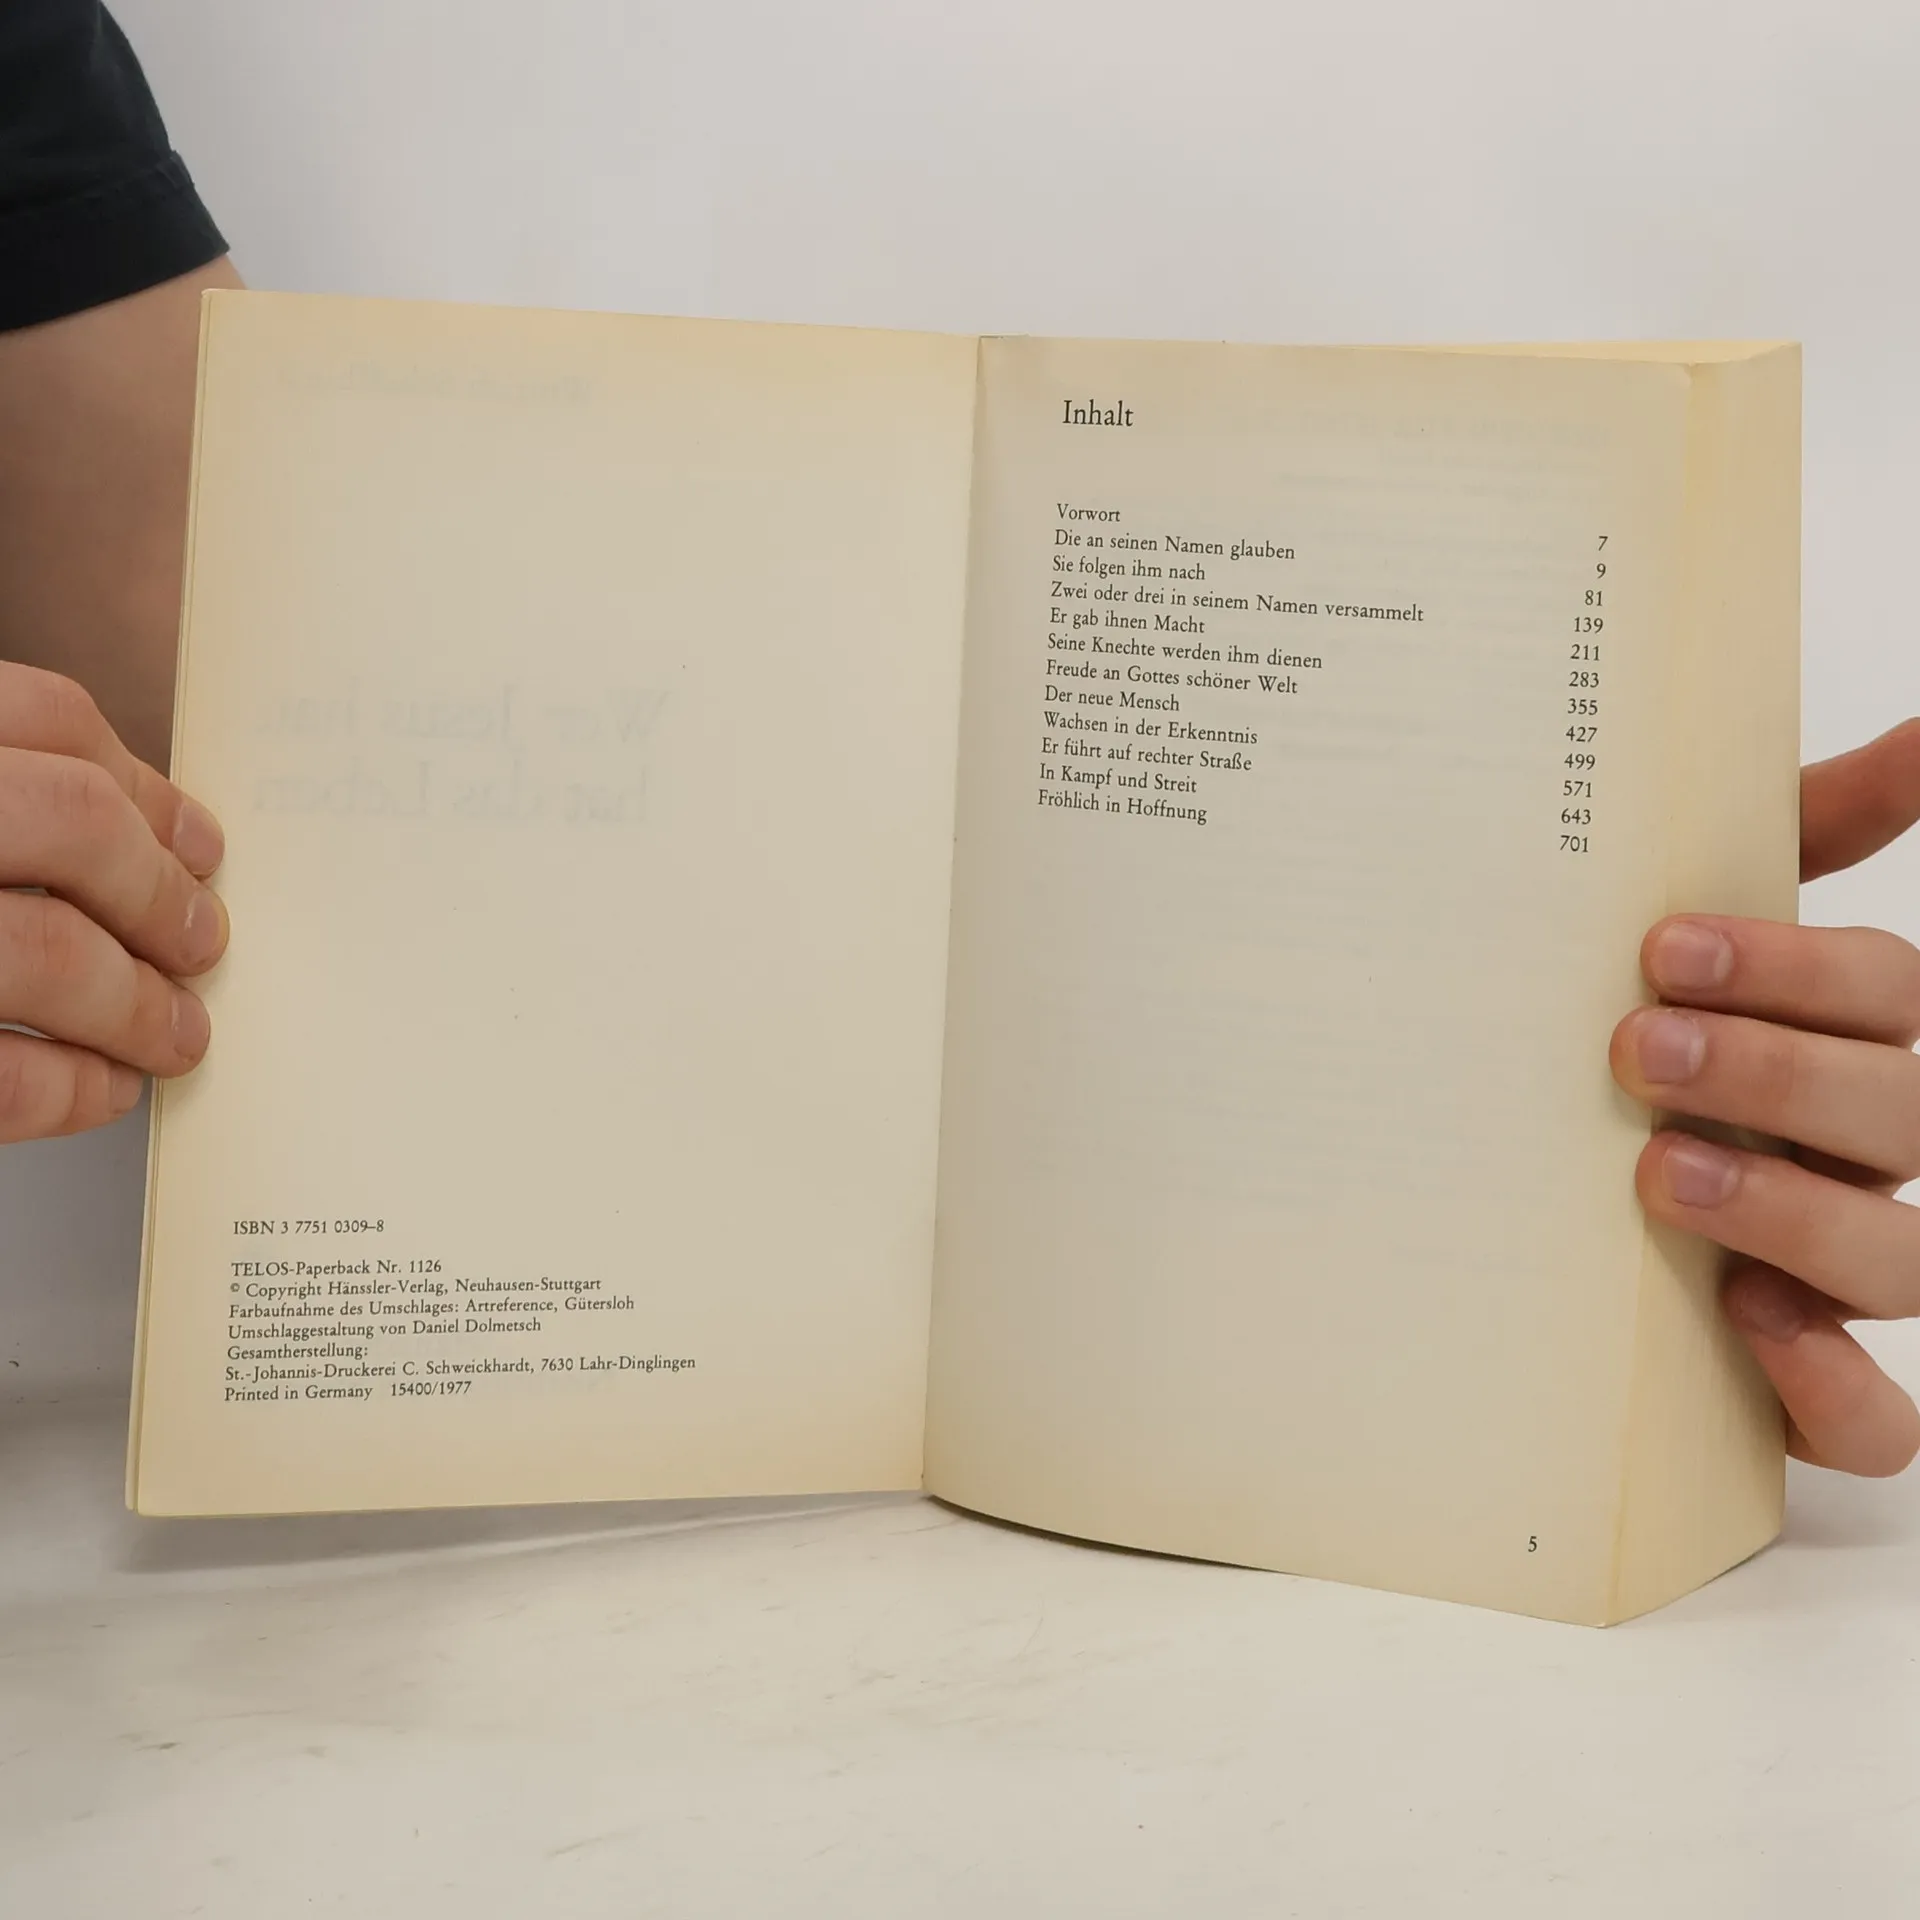 ISBN 3 7751 0309–8
TELOS-Paperback Nr. 1126
© Copyright Hänssler-Verlag, Neuhausen-Stuttgart
Farbaufnahme des Umschlages: Artreference, Gütersloh
Umschlaggestaltung von Daniel Dolmetsch
Gesamtherstellung:
St.-Johannis-Druckerei C. Schweickhardt, 7630 Lahr-Dinglingen
Printed in Germany 15400/1977
Inhalt
Vorwort 7
Die an seinen Namen glauben 9
Sie folgen ihm nach 81
Zwei oder drei in seinem Namen versammelt 139
Er gab ihnen Macht 211
Seine Knechte werden ihm dienen 283
Freude an Gottes schöner Welt 355
Der neue Mensch 427
Wachsen in der Erkenntnis 499
Er führt auf rechter Straße 571
In Kampf und Streit 643
Fröhlich in Hoffnung 701
5